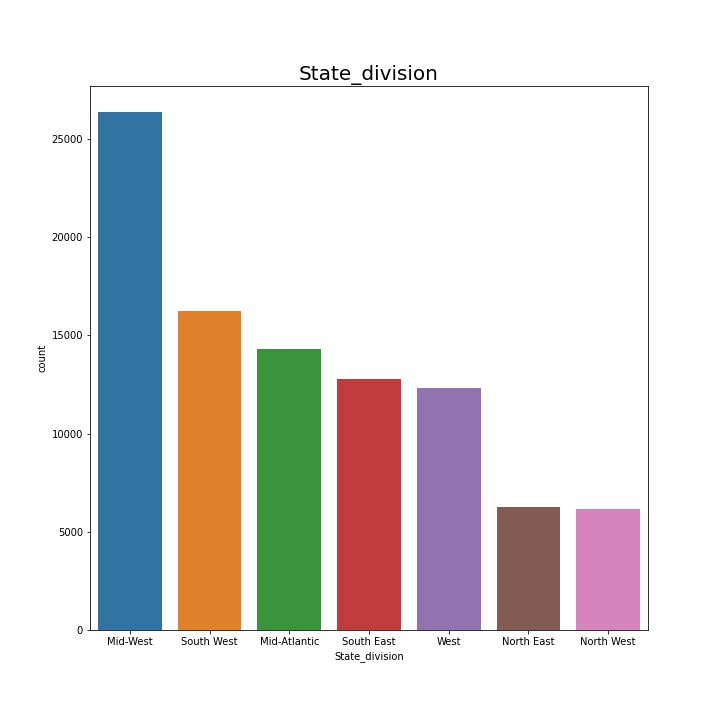 State_division
25000
20000
15000
10000
5000
0
count
Mid-West South West Mid-Atlantic South East West North East North West
State_division